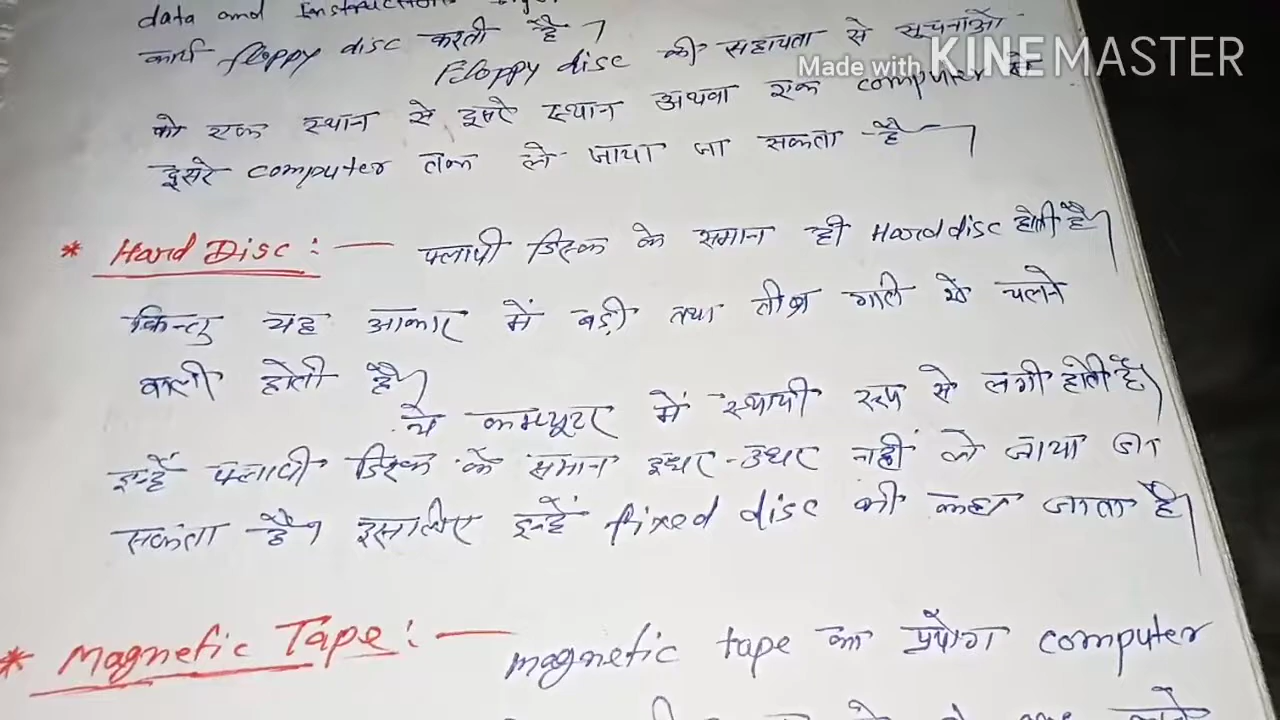 data and Instruction
कार्य floppy disc करती है।
Floppy disc की सहायता से सूचनाओं
Made with KINEMASTER
को एक स्थान से दूसरे स्थान अथवा एक computer से
दूसरे computer तक ले जाया जा सकता है।
* Hard Disc: — फ्लापी डिस्क के समान ही Hard disc होती है।
किन्तु यह आकार में बड़ी तथा तीव्र गति से चलने
वाली होती है।
ये कम्प्यूटर में स्थायी रूप से लगी होती है।
इन्हें फ्लापी डिस्क के समान इधर-उधर नहीं ले जाया जा
सकता है। इसलिए इन्हें fixed disc भी कहा जाता है।
* Magnetic Tape: — magnetic tape का प्रयोग computer